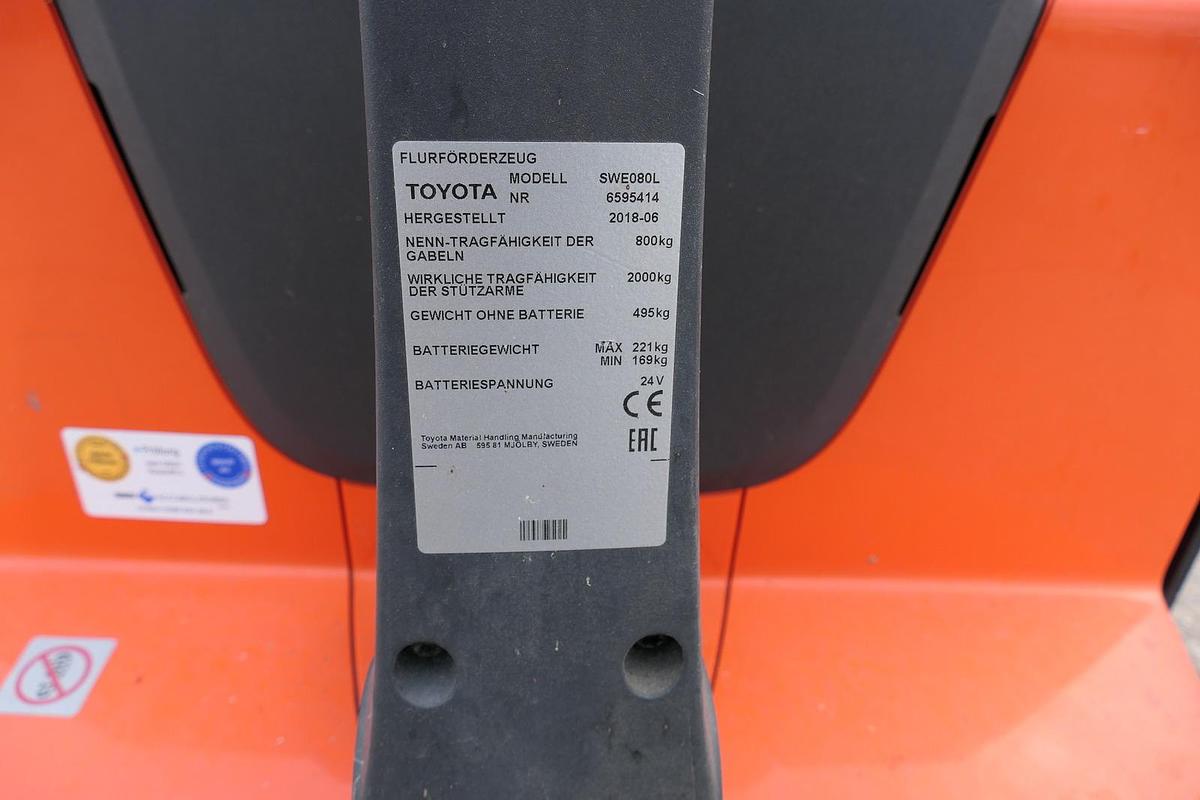 FLURFÖRDERZEUG
TOYOTA MODELL SWE080L
NR 6595414
HERGESTELLT 2018-06
NENN-TRAGFÄHIGKEIT DER 800kg
GABELN
WIRKLICHE TRAGFÄHIGKEIT 2000kg
DER STÜTZARME
GEWICHT OHNE BATTERIE 495kg
BATTERIEGEWICHT MAX 221kg
MIN 169kg
BATTERIESPANNUNG 24V
CE
Toyota Material Handling Manufacturing
Sweden AB 595 81 MJÖLBY, SWEDEN
EAC